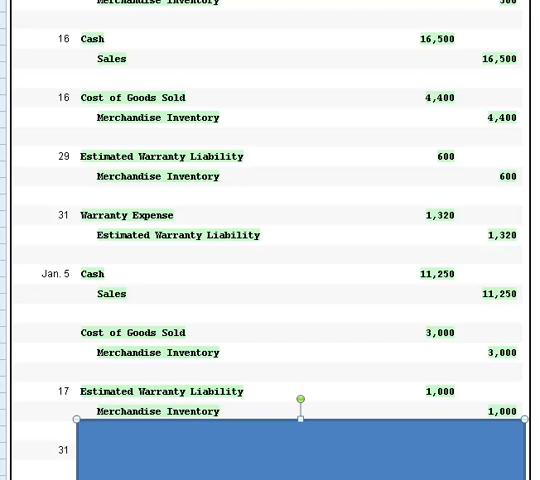 Merchandise Inventory 300
16 Cash 16,500
Sales 16,500
16 Cost of Goods Sold 4,400
Merchandise Inventory 4,400
29 Estimated Warranty Liability 600
Merchandise Inventory 600
31 Warranty Expense 1,320
Estimated Warranty Liability 1,320
Jan. 5 Cash 11,250
Sales 11,250
Cost of Goods Sold 3,000
Merchandise Inventory 3,000
17 Estimated Warranty Liability 1,000
Merchandise Inventory 1,000
31